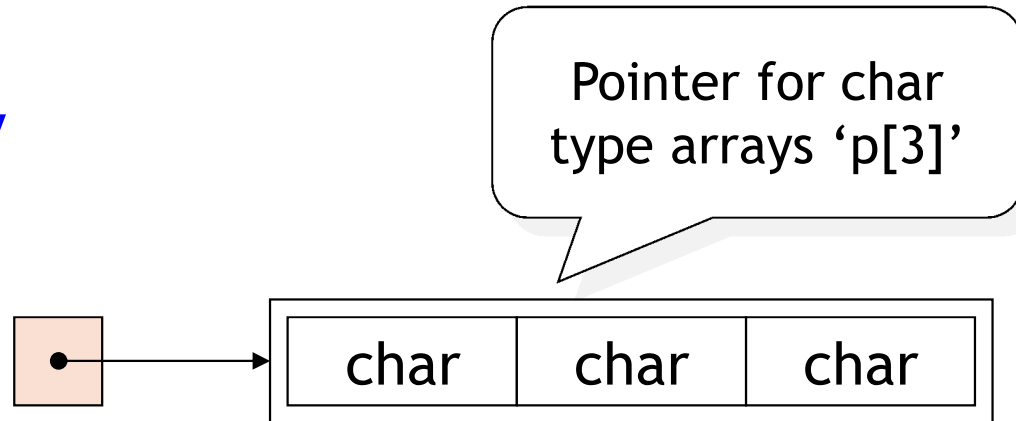 Pointer for char
type arrays ‘p[3]’
char char char